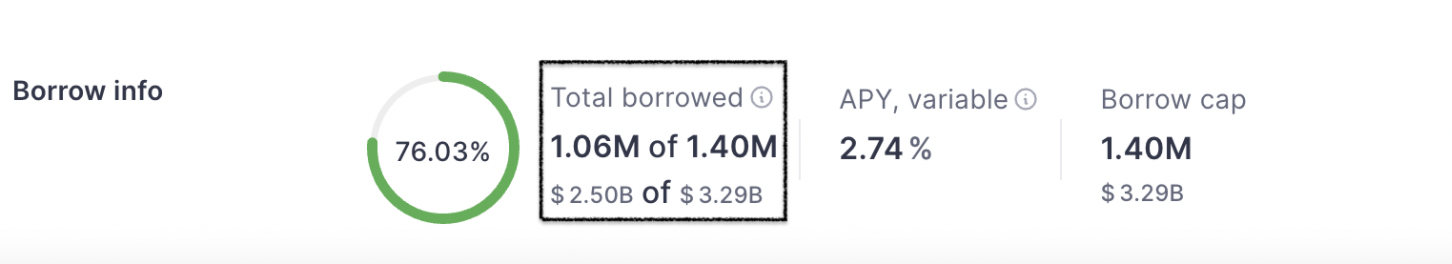 Borrow info
76.03%
Total borrowed
1.06M of 1.40M
$ 2.50B of $ 3.29B
APY, variable
2.74 %
Borrow cap
1.40M
$ 3.29B